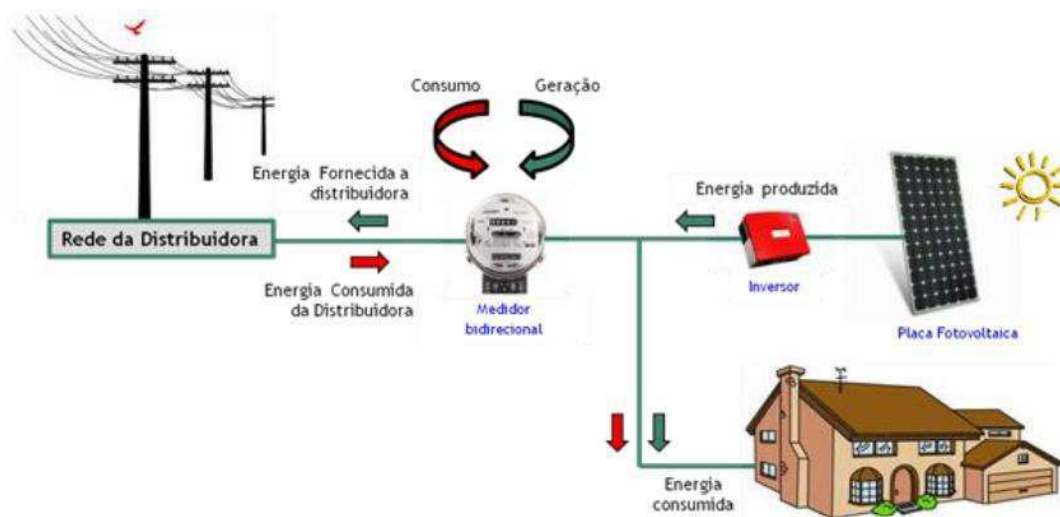 Consumo
Geração
Energia Fornecida a
distribuidora
Energia produzida
Rede da Distribuidora
Energia Consumida
da Distribuidora
Medidor
bidirecional
Inversor
Placa Fotovoltaica
Energia
consumida